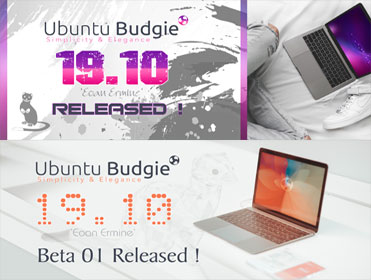 Ubuntu Budgie
Simplicity & Elegance
19.10
"Eoan Ermine"
RELEASED !
Ubuntu Budgie
Simplicity & Elegance
19.10
"Eoan Ermine"
Beta 01 Released !